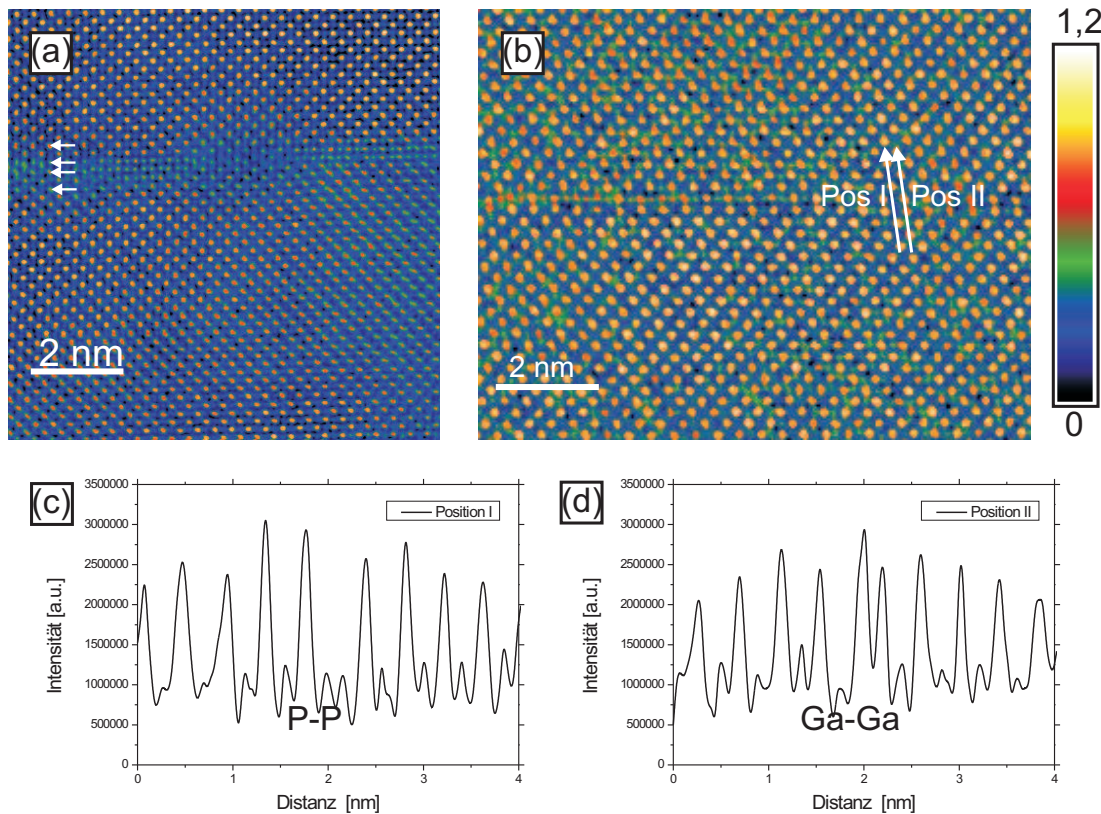 (a)
2 nm
(b)
Pos I
Pos II
2 nm
1,2
0
(c)
3500000
3000000
2500000
2000000
1500000
1000000
500000
0
Intensität [a.u.]
Position I
P-P
0
1
2
3
4
Distanz [nm]
(d)
3500000
3000000
2500000
2000000
1500000
1000000
500000
0
Intensität [a.u.]
Position II
Ga-Ga
0
1
2
3
4
Distanz [nm]